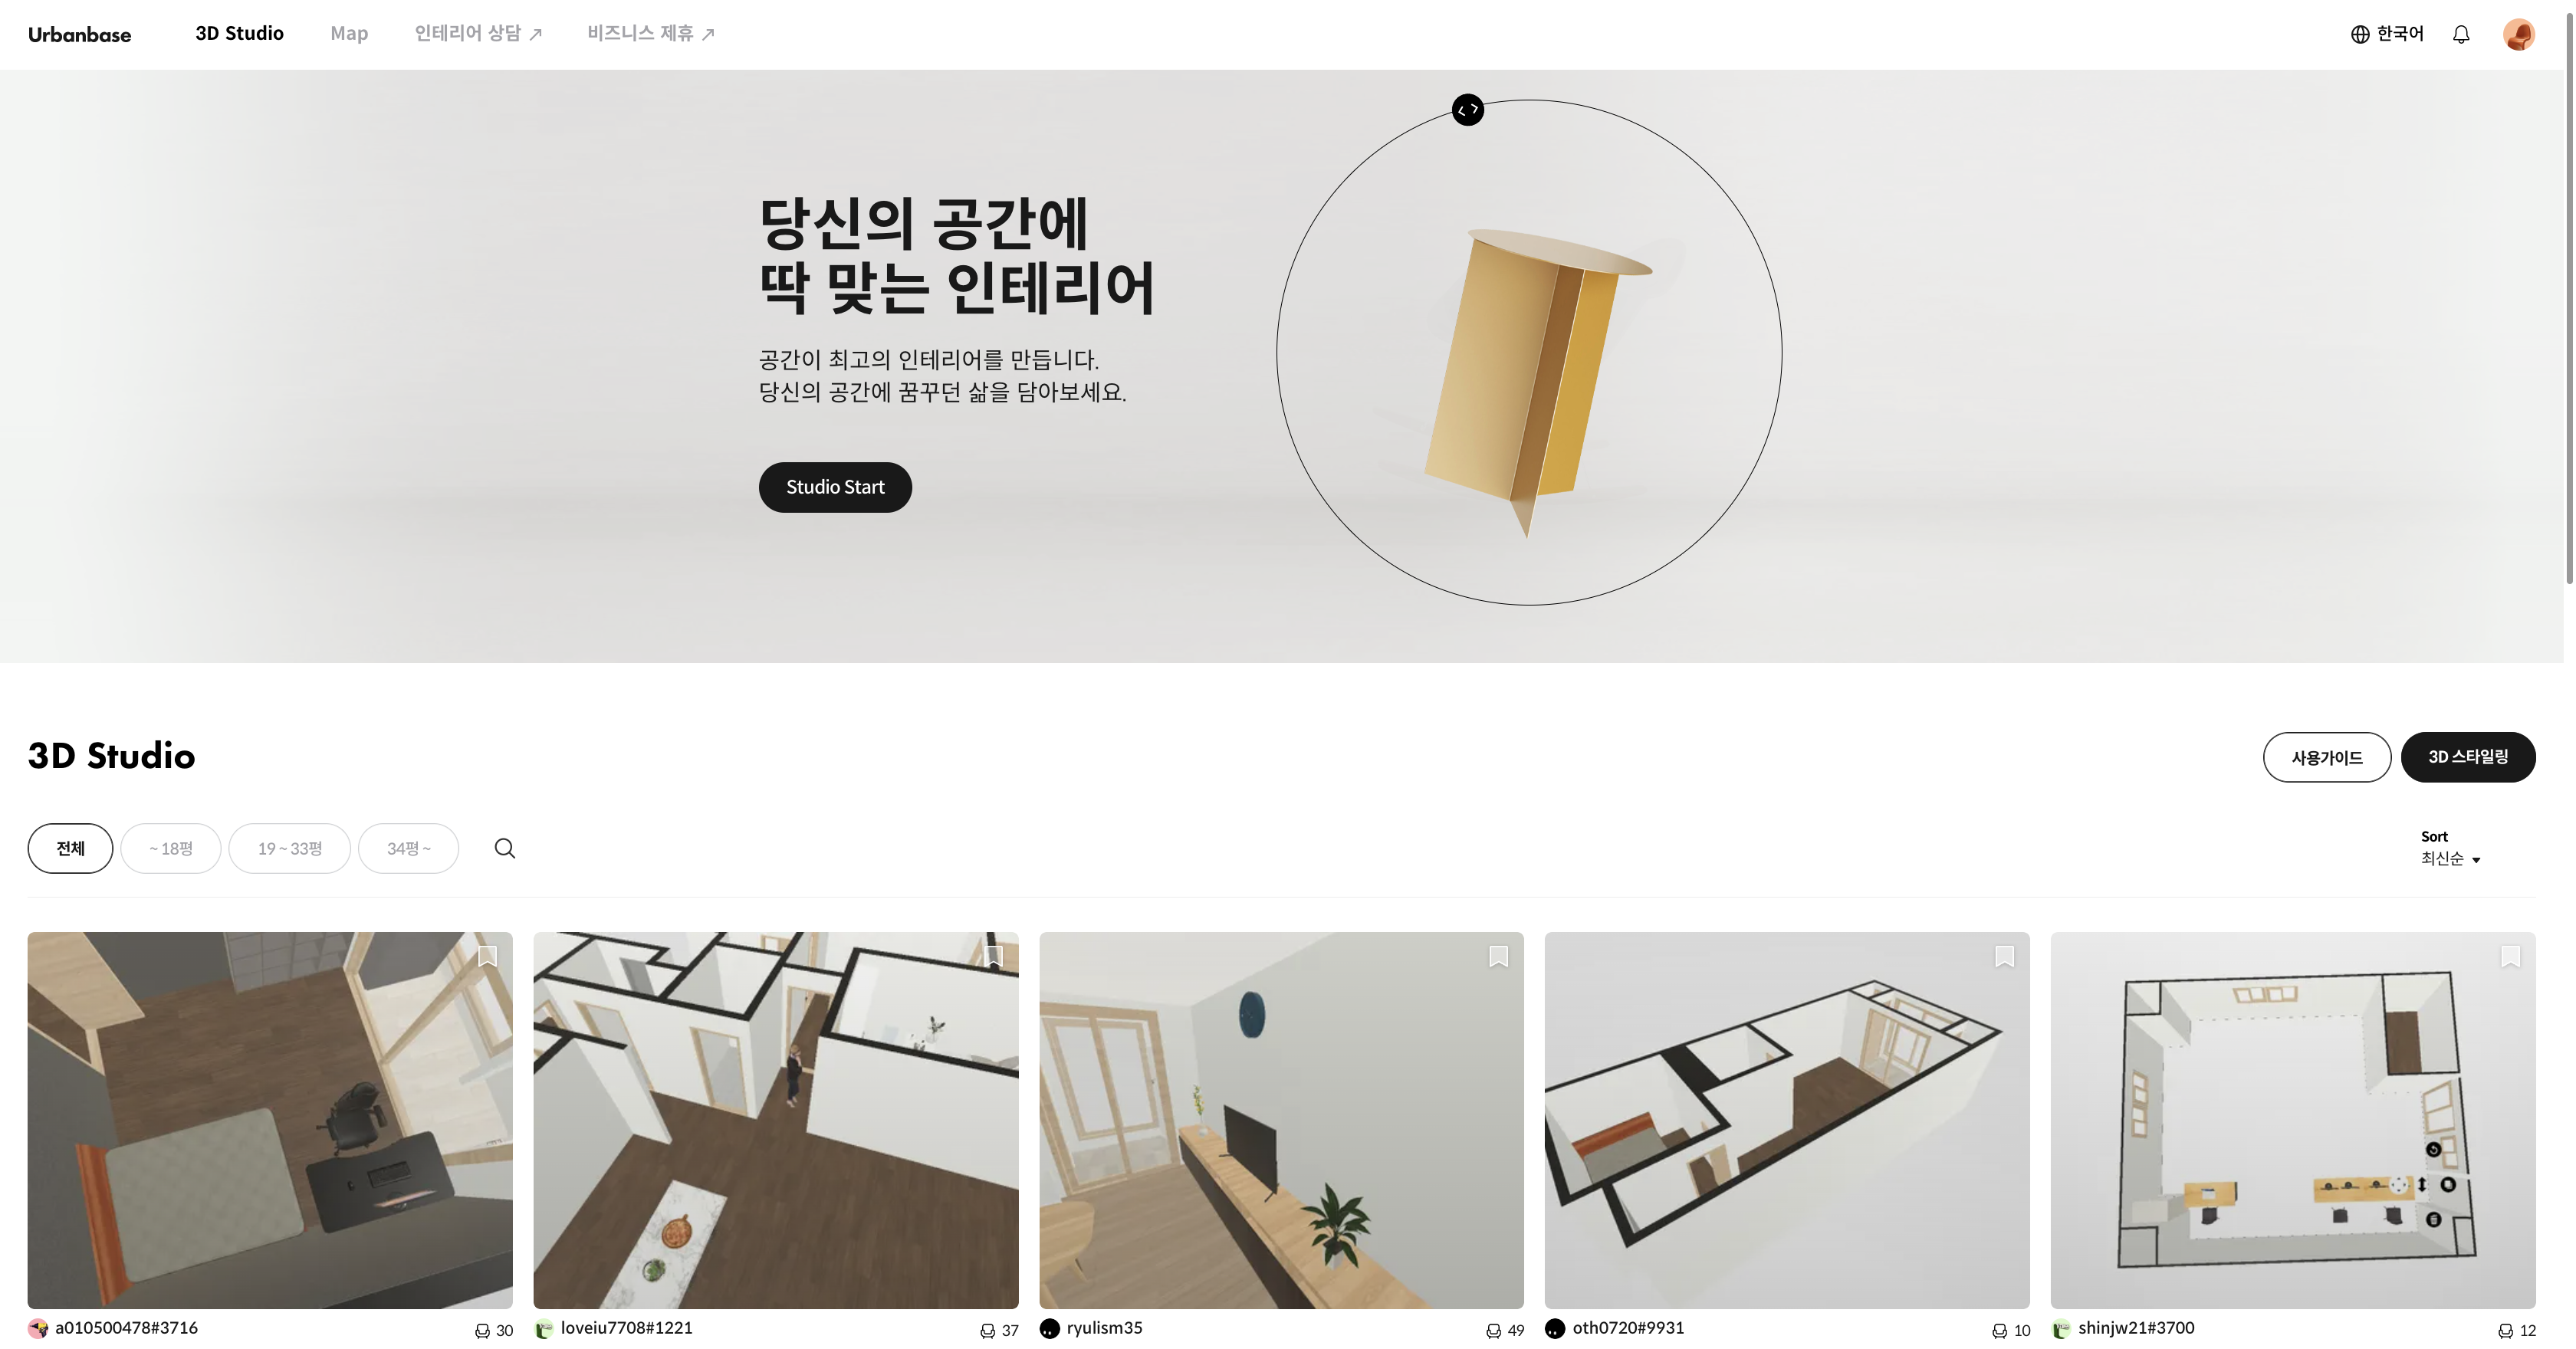 Urbanbase
3D Studio
Map
인테리어 상담 ↗
비즈니스 제휴 ↗
한국어
당신의 공간에
딱 맞는 인테리어
공간이 최고의 인테리어를 만듭니다.
당신의 공간에 꿈꾸던 삶을 담아보세요.
Studio Start
3D Studio
사용가이드
3D 스타일링
전체
~ 18평
19 ~ 33평
34평 ~
Sort
최신순
a010500478#3716
30
loveiu7708#1221
37
ryulism35
49
oth0720#9931
10
shinjw21#3700
12